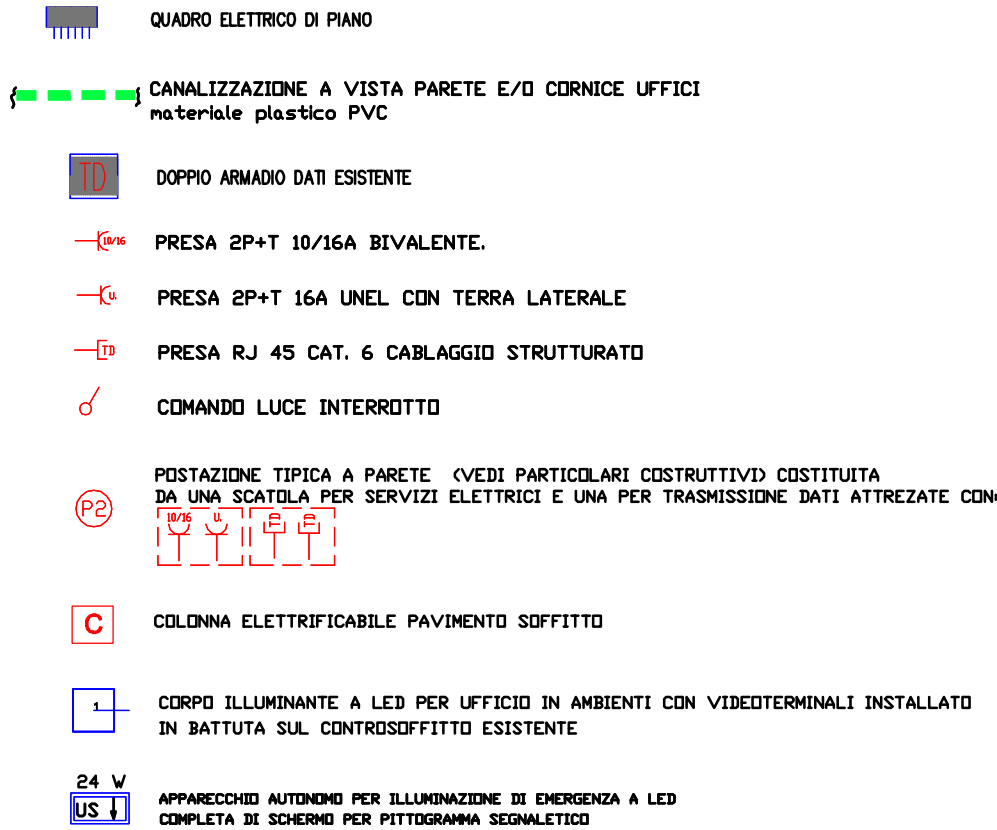 QUADRO ELETTRICO DI PIANO
CANALIZZAZIONE A VISTA PARETE E/O CORNICE UFFICI
materiale plastico PVC
TD DOPPIO ARMADIO DATI ESISTENTE
10/16 PRESA 2P+T 10/16A BIVALENTE.
U. PRESA 2P+T 16A UNEL CON TERRA LATERALE
TD PRESA RJ 45 CAT. 6 CABLAGGIO STRUTTURATO
COMANDO LUCE INTERROTTO
POSTAZIONE TIPICA A PARETE (VEDI PARTICOLARI COSTRUTTIVI) COSTITUITA
DA UNA SCATOLA PER SERVIZI ELETTRICI E UNA PER TRASMISSIONE DATI ATTREZATE CON:
P2
10/16 U.
C COLONNA ELETTRIFICABILE PAVIMENTO SOFFITTO
1 CORPO ILLUMINANTE A LED PER UFFICIO IN AMBIENTI CON VIDEOTERMINALI INSTALLATO
IN BATTUTA SUL CONTROSOFFITTO ESISTENTE
24 W
US APPARECCHIO AUTONOMO PER ILLUMINAZIONE DI EMERGENZA A LED
COMPLETA DI SCHERMO PER PITTOGRAMMA SEGNALETICO